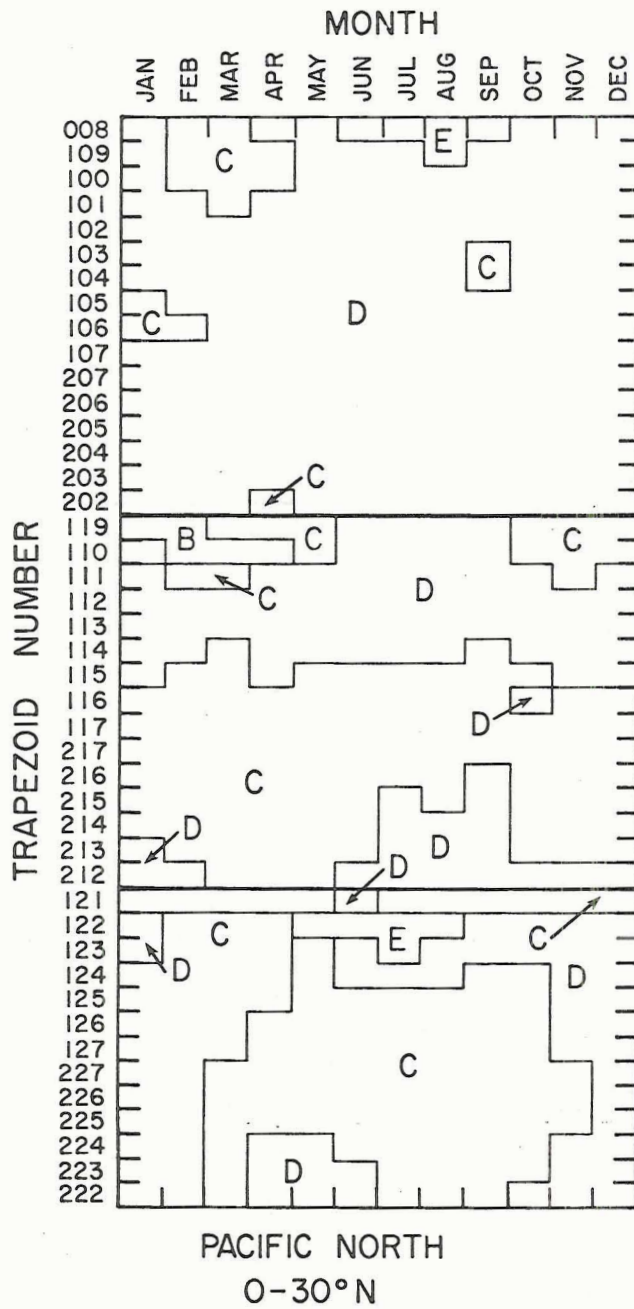 MONTH
JAN FEB MAR APR MAY JUN JUL AUG SEP OCT NOV DEC
TRAPEZOID NUMBER
008 E
109
100 C
101
102
103
104 C
105 D
106 C
107
207
206
205
204
203 C
202
119
110 B C C
111
112 C D
113
114
115
116
117 D
217
216 C
215
214 D
213 D
212 D
121
122 C
123 E C
124 D D
125
126
127
227 C
226
225
224
223 D
222
PACIFIC NORTH
0-30°N